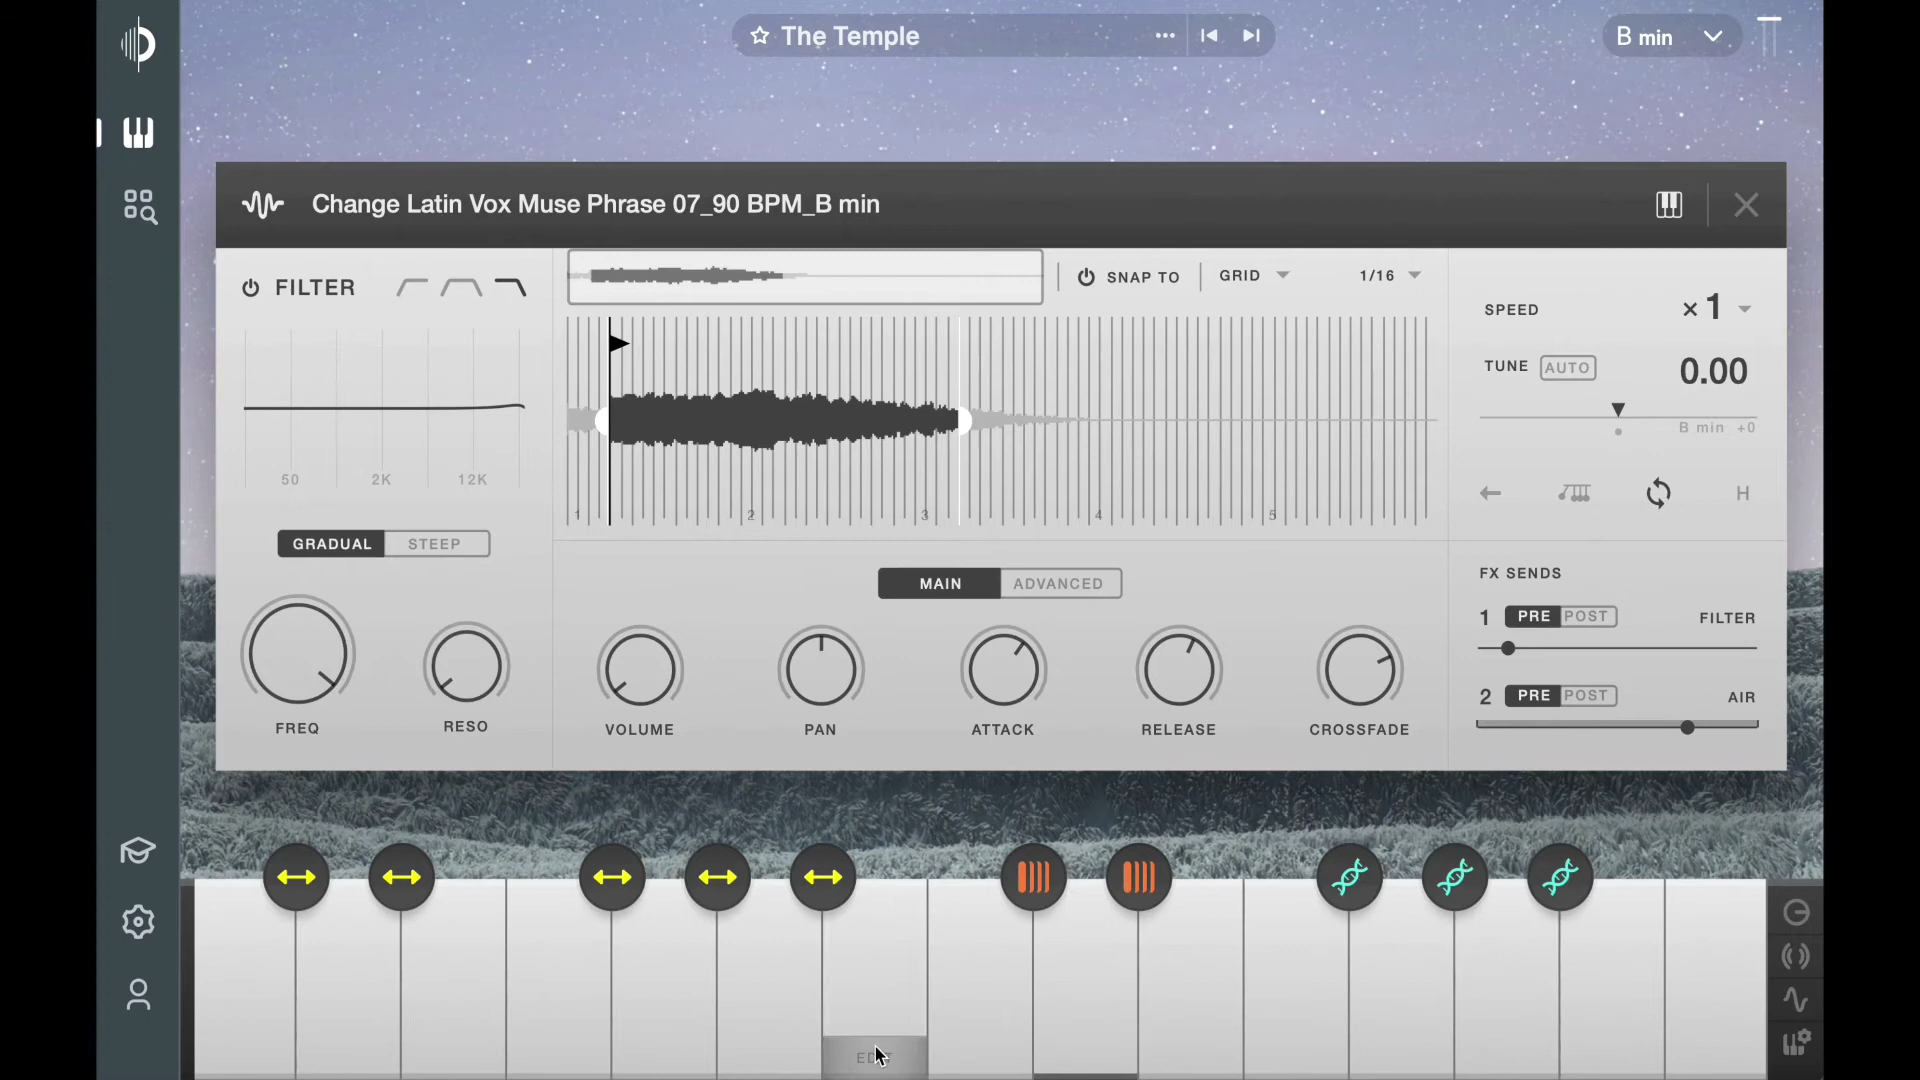 The Temple
B min
Change Latin Vox Muse Phrase 07_90 BPM_B min
FILTER
SNAP TO
GRID
1/16
SPEED
×1
TUNE
AUTO
0.00
B min +0
50
2K
12K
1
2
3
4
5
H
GRADUAL
STEEP
MAIN
ADVANCED
FX SENDS
1
PRE
POST
FILTER
2
PRE
POST
AIR
FREQ
RESO
VOLUME
PAN
ATTACK
RELEASE
CROSSFADE